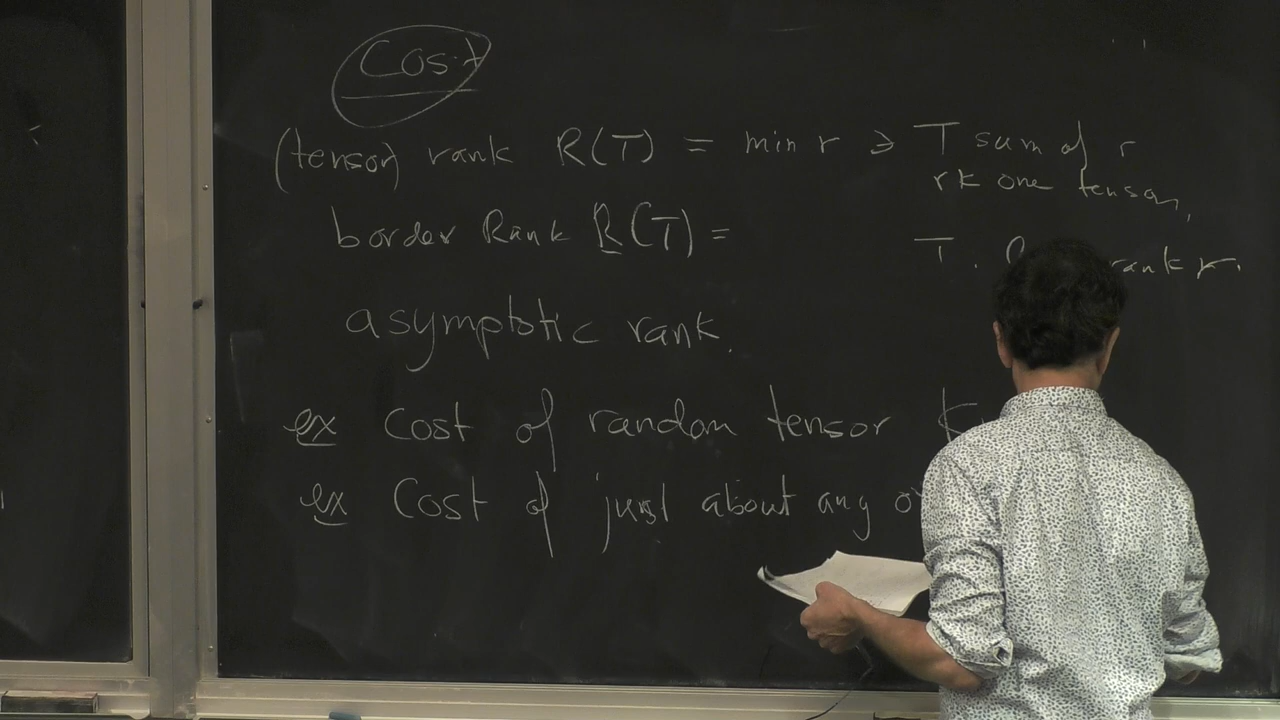 Cost
(tensor) rank R(T) = min r ∋ T sum of r
rk one tensors,
border Rank R(T) = T . rank r.
asymptotic rank.
ex Cost of random tensor
ex Cost of just about any